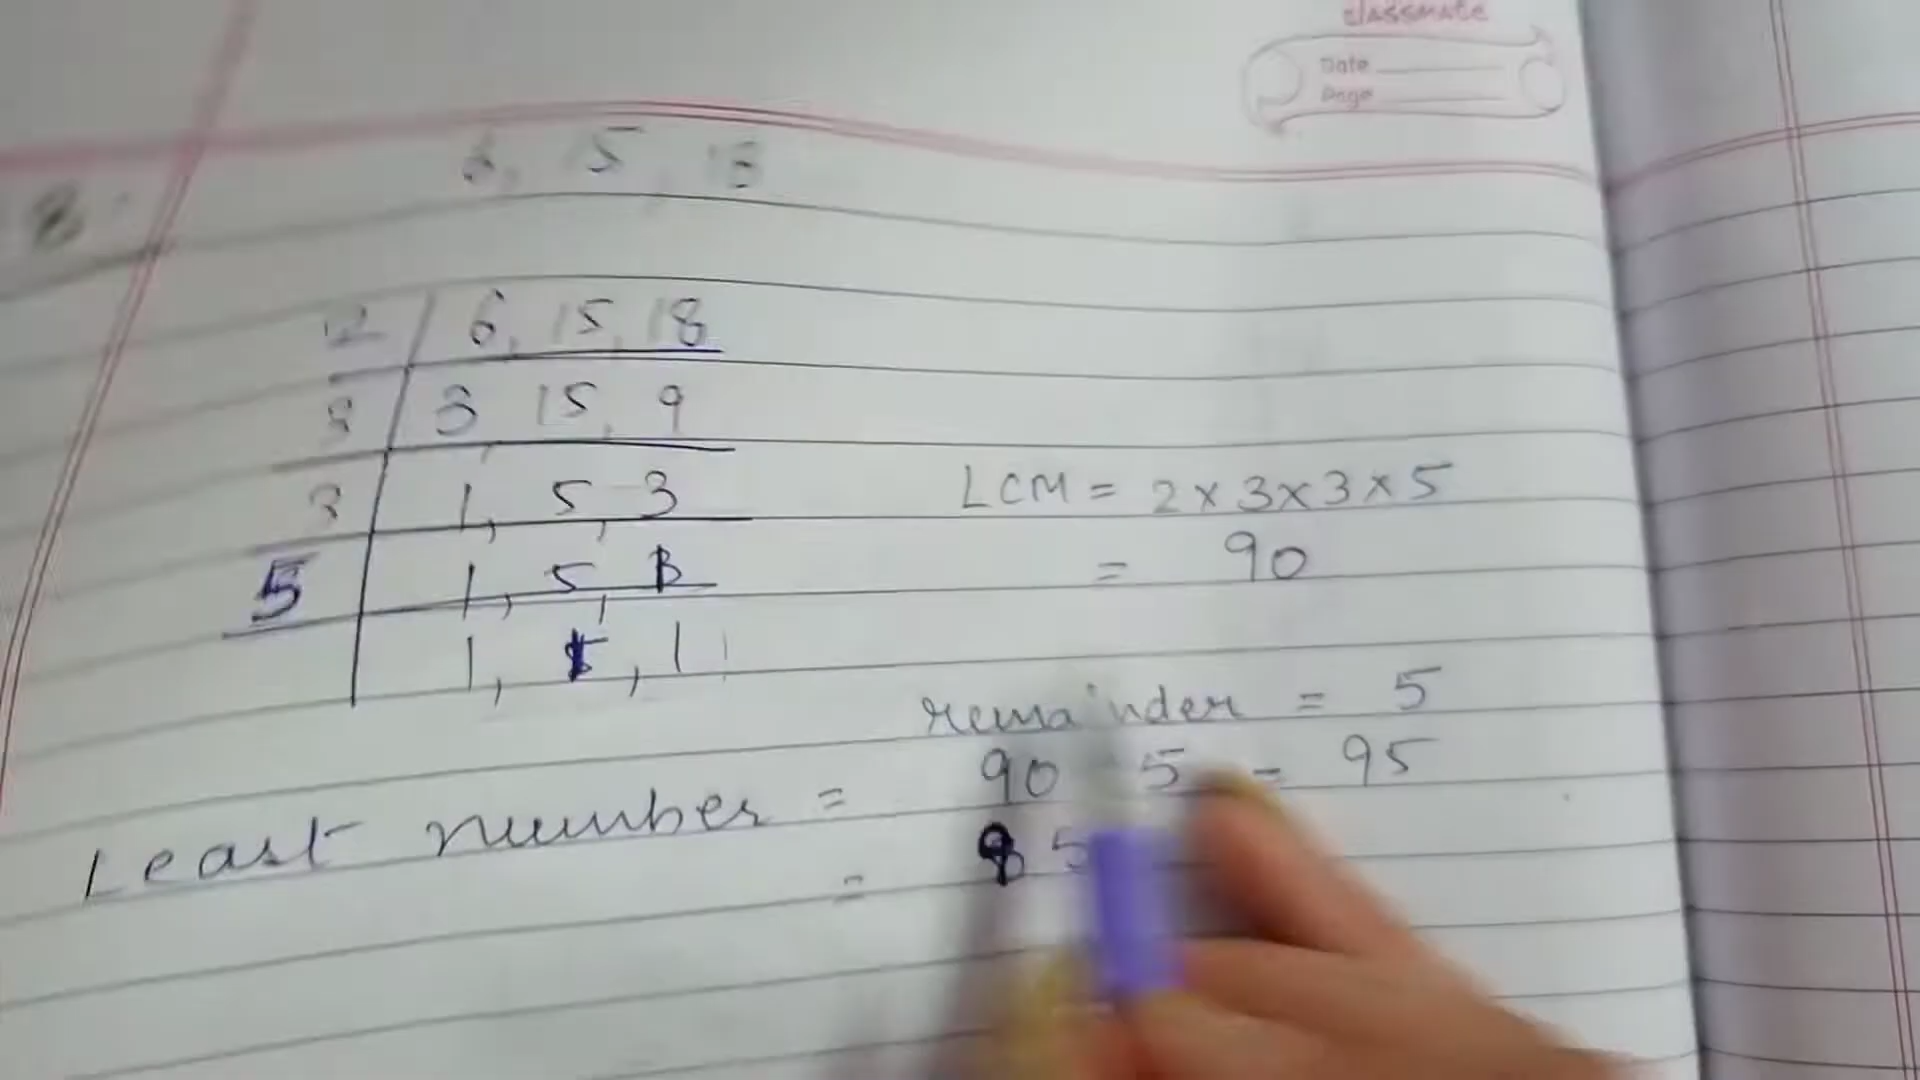 classmate
Date
Page
8.
6, 15, 18
2 6, 15, 18
3 3, 15, 9
3 1, 5, 3
5 1, 5, 1
1, 1, 1
LCM = 2 x 3 x 3 x 5
= 90
remainder = 5
Least number = 90 5 = 95
= 95